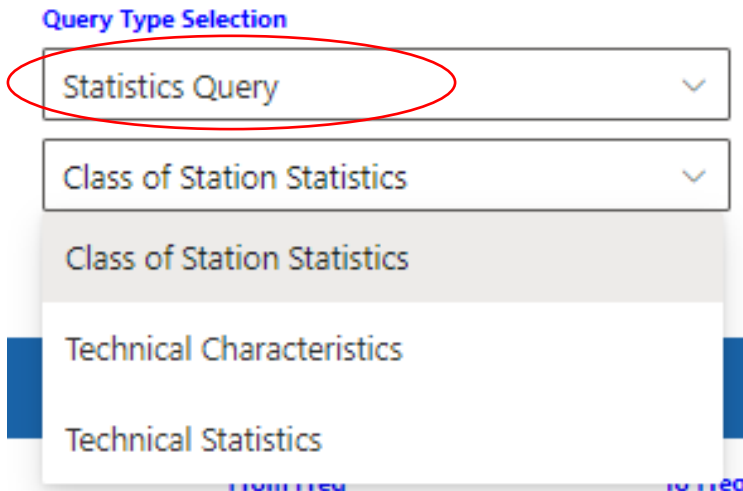 Query Type Selection
Statistics Query
Class of Station Statistics
Class of Station Statistics
Technical Characteristics
Technical Statistics